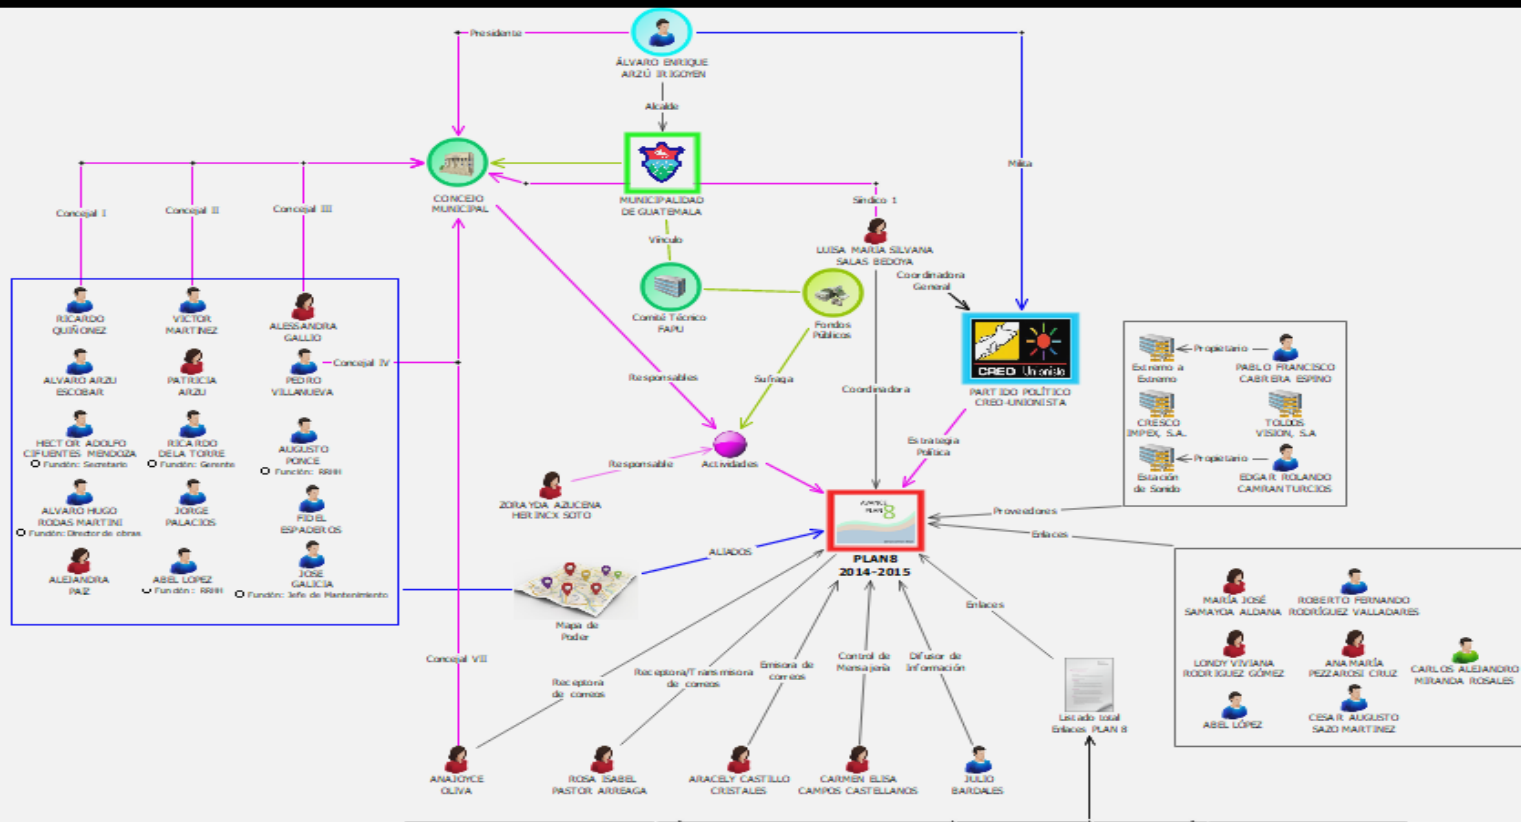 Presidente
ÁLVARO ENRIQUE
ARZÚ IRIGOYEN
Alcalde
Milita
CONCEJO
MUNICIPAL
MUNICIPALIDAD
DE GUATEMALA
Síndico 1
Concejal I
Concejal II
Concejal III
Vínculo
LUISA MARIA SILVANA
SALAS BEDOYA
Coordinadora
General
Comité Técnico
FAPU
Fondos
Públicos
RICARDO
QUIÑONEZ
VICTOR
MARTINEZ
ALESSANDRA
GALLIO
Concejal IV
ALVARO ARZU
ESCOBAR
PATRICIA
ARZU
PEDRO
VILLANUEVA
Responsables
Sufraga
Coordinadora
CREO Unionista
PARTIDO POLÍTICO
CREO-UNIONISTA
Propietario
Extremo a
Extremo
PABLO FRANCISCO
CABRERA ESPINO
CRESCO
IMPEX, S.A.
TOLDOS
VISION, S.A
Propietario
Estación
de Sonido
EDGAR ROLANDO
CAMRAN TURCIOS
HECTOR ADOLFO
CIFUENTES MENDOZA
Función: Secretario
RICARDO
DE LA TORRE
Función: Gerente
AUGUSTO
PONCE
Función: RRHH
Estrategia
Política
Responsable
Actividades
ZORAYDA AZUCENA
HERINCX SOTO
ALVARO HUGO
RODAS MARTINI
Función: Director de obras
JORGE
PALACIOS
FIDEL
ESPADEROS
Proveedores
Enlaces
ALIADOS
PLAN 8
2014-2015
ALEJANDRA
PAIZ
ABEL LOPEZ
Función: RRHH
JOSE
GALICIA
Función: Jefe de Mantenimiento
Mapa de
Poder
Enlaces
MARÍA JOSÉ
SAMAYOA ALDANA
ROBERTO FERNANDO
RODRÍGUEZ VALLADARES
Concejal VII
Receptora
de correos
Receptora/Transmisora
de correos
Emisora de
correos
Control de
Mensajería
Difusor de
Información
LONDY VIVIANA
RODRIGUEZ GÓMEZ
ANA MARÍA
PEZZAROSI CRUZ
CARLOS ALEJANDRO
MIRANDA ROSALES
Listado total
Enlaces PLAN 8
ABEL LÓPEZ
CESAR AUGUSTO
SAZO MARTINEZ
ANAJOYCE
OLIVA
ROSA ISABEL
PASTOR ARREAGA
ARACELY CASTILLO
CRISTALES
CARMEN ELISA
CAMPOS CASTELLANOS
JULIO
BARDALES